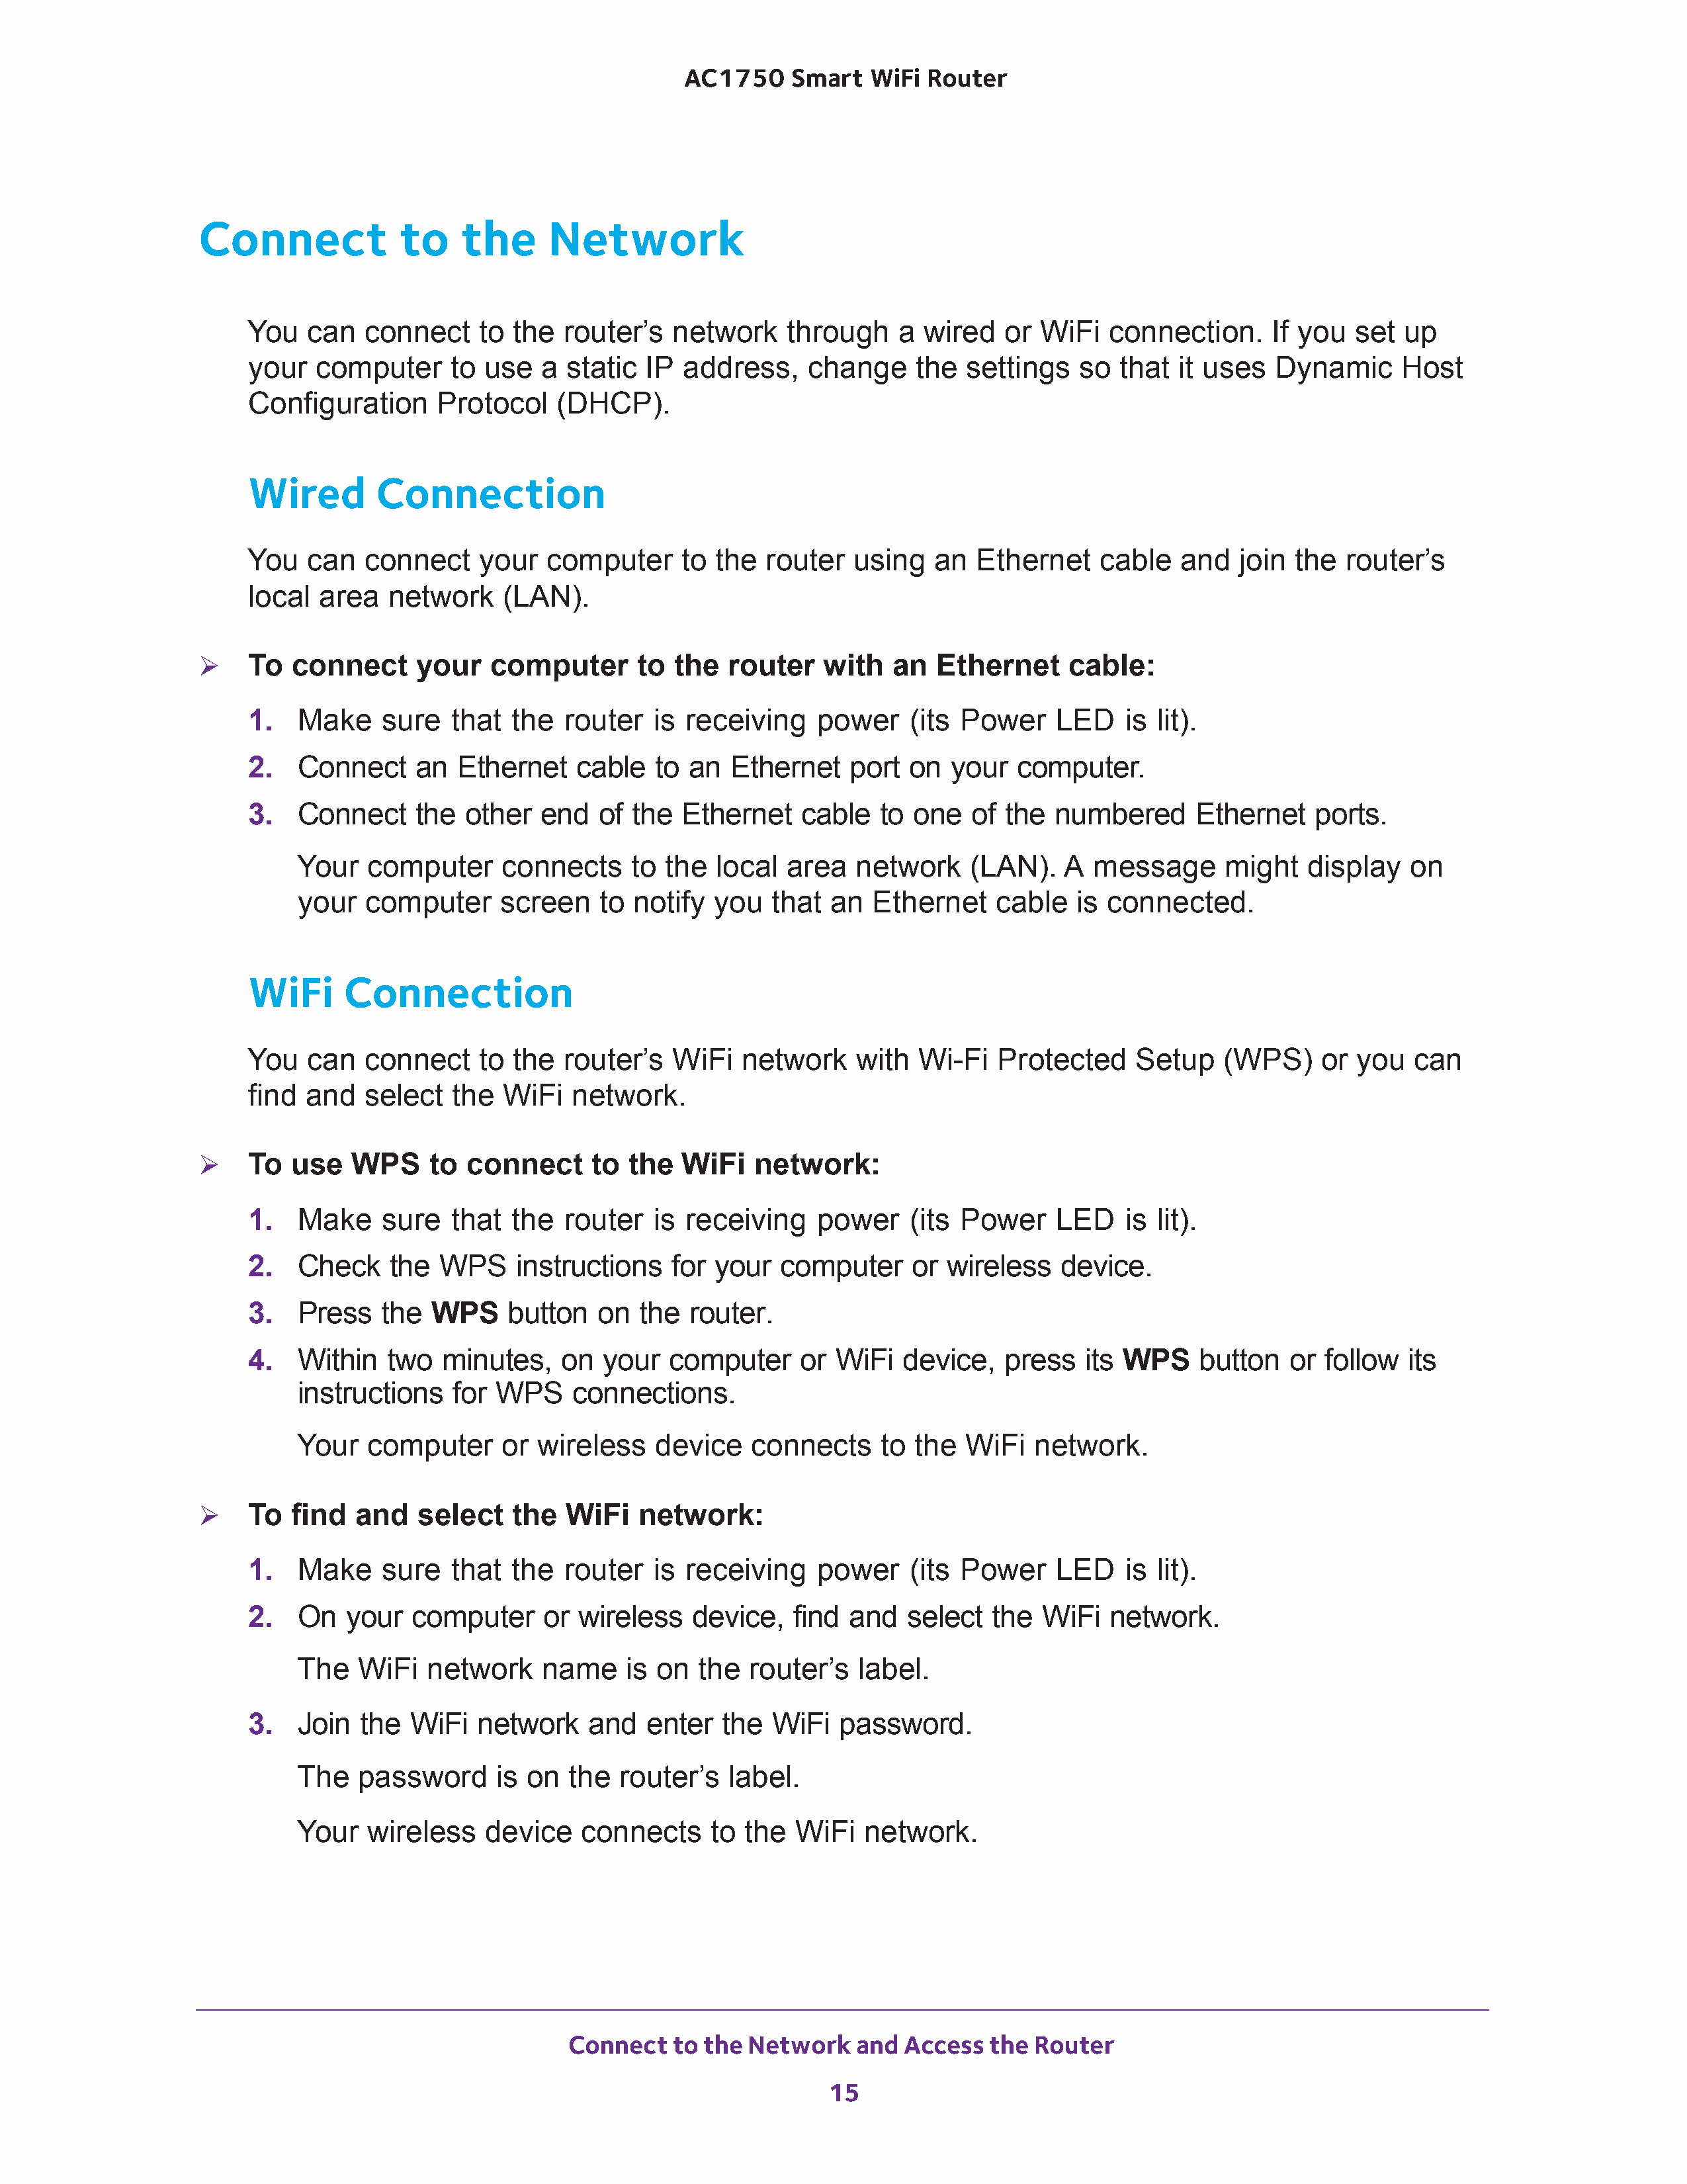 AC1750 Smart WiFi Router
Connect to the Network
You can connect to the router’s network through a wired or WiFi connection. If you set up
your computer to use a static IP address, change the settings so that it uses Dynamic Host
Configuration Protocol (DHCP).
Wired Connection
You can connect your computer to the router using an Ethernet cable and join the router’s
local area network (LAN).
➢ To connect your computer to the router with an Ethernet cable:
1. Make sure that the router is receiving power (its Power LED is lit).
2. Connect an Ethernet cable to an Ethernet port on your computer.
3. Connect the other end of the Ethernet cable to one of the numbered Ethernet ports.
Your computer connects to the local area network (LAN). A message might display on
your computer screen to notify you that an Ethernet cable is connected.
WiFi Connection
You can connect to the router’s WiFi network with Wi-Fi Protected Setup (WPS) or you can
find and select the WiFi network.
➢ To use WPS to connect to the WiFi network:
1. Make sure that the router is receiving power (its Power LED is lit).
2. Check the WPS instructions for your computer or wireless device.
3. Press the WPS button on the router.
4. Within two minutes, on your computer or WiFi device, press its WPS button or follow its
instructions for WPS connections.
Your computer or wireless device connects to the WiFi network.
➢ To find and select the WiFi network:
1. Make sure that the router is receiving power (its Power LED is lit).
2. On your computer or wireless device, find and select the WiFi network.
The WiFi network name is on the router’s label.
3. Join the WiFi network and enter the WiFi password.
The password is on the router’s label.
Your wireless device connects to the WiFi network.
Connect to the Network and Access the Router
15